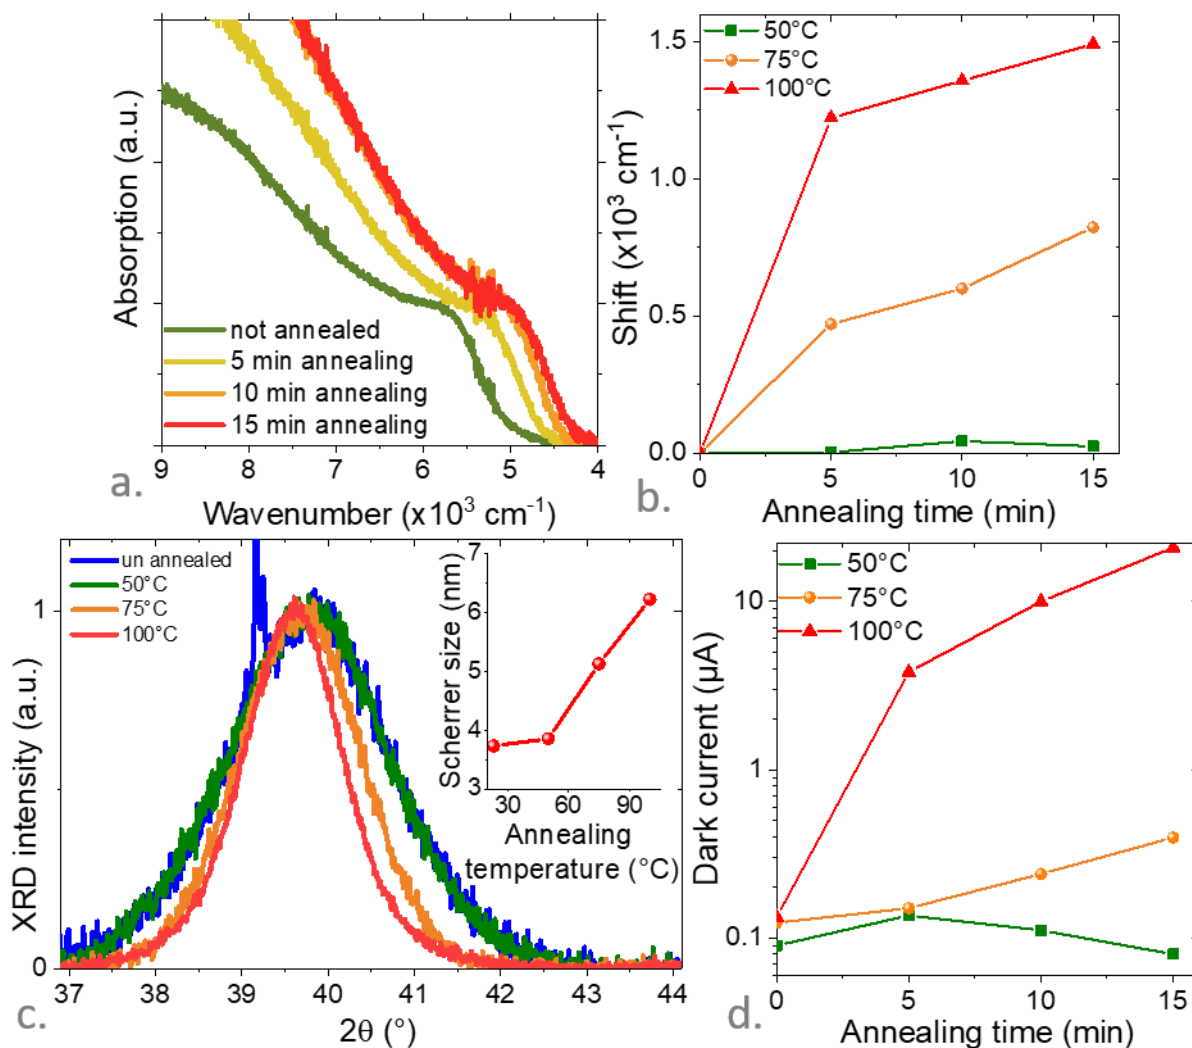 Absorption (a.u.)
not annealed
5 min annealing
10 min annealing
15 min annealing
9 8 7 6 5 4
Wavenumber (x10³ cm⁻¹)
a.
Shift (x10³ cm⁻¹)
1.5
1.0
0.5
0.0
50°C
75°C
100°C
0 5 10 15
Annealing time (min)
b.
XRD intensity (a.u.)
1
0
un annealed
50°C
75°C
100°C
Scherrer size (nm)
7
6
5
4
3
30 60 90
Annealing
temperature (°C)
37 38 39 40 41 42 43 44
2θ (°)
c.
Dark current (µA)
10
1
0.1
50°C
75°C
100°C
0 5 10 15
Annealing time (min)
d.